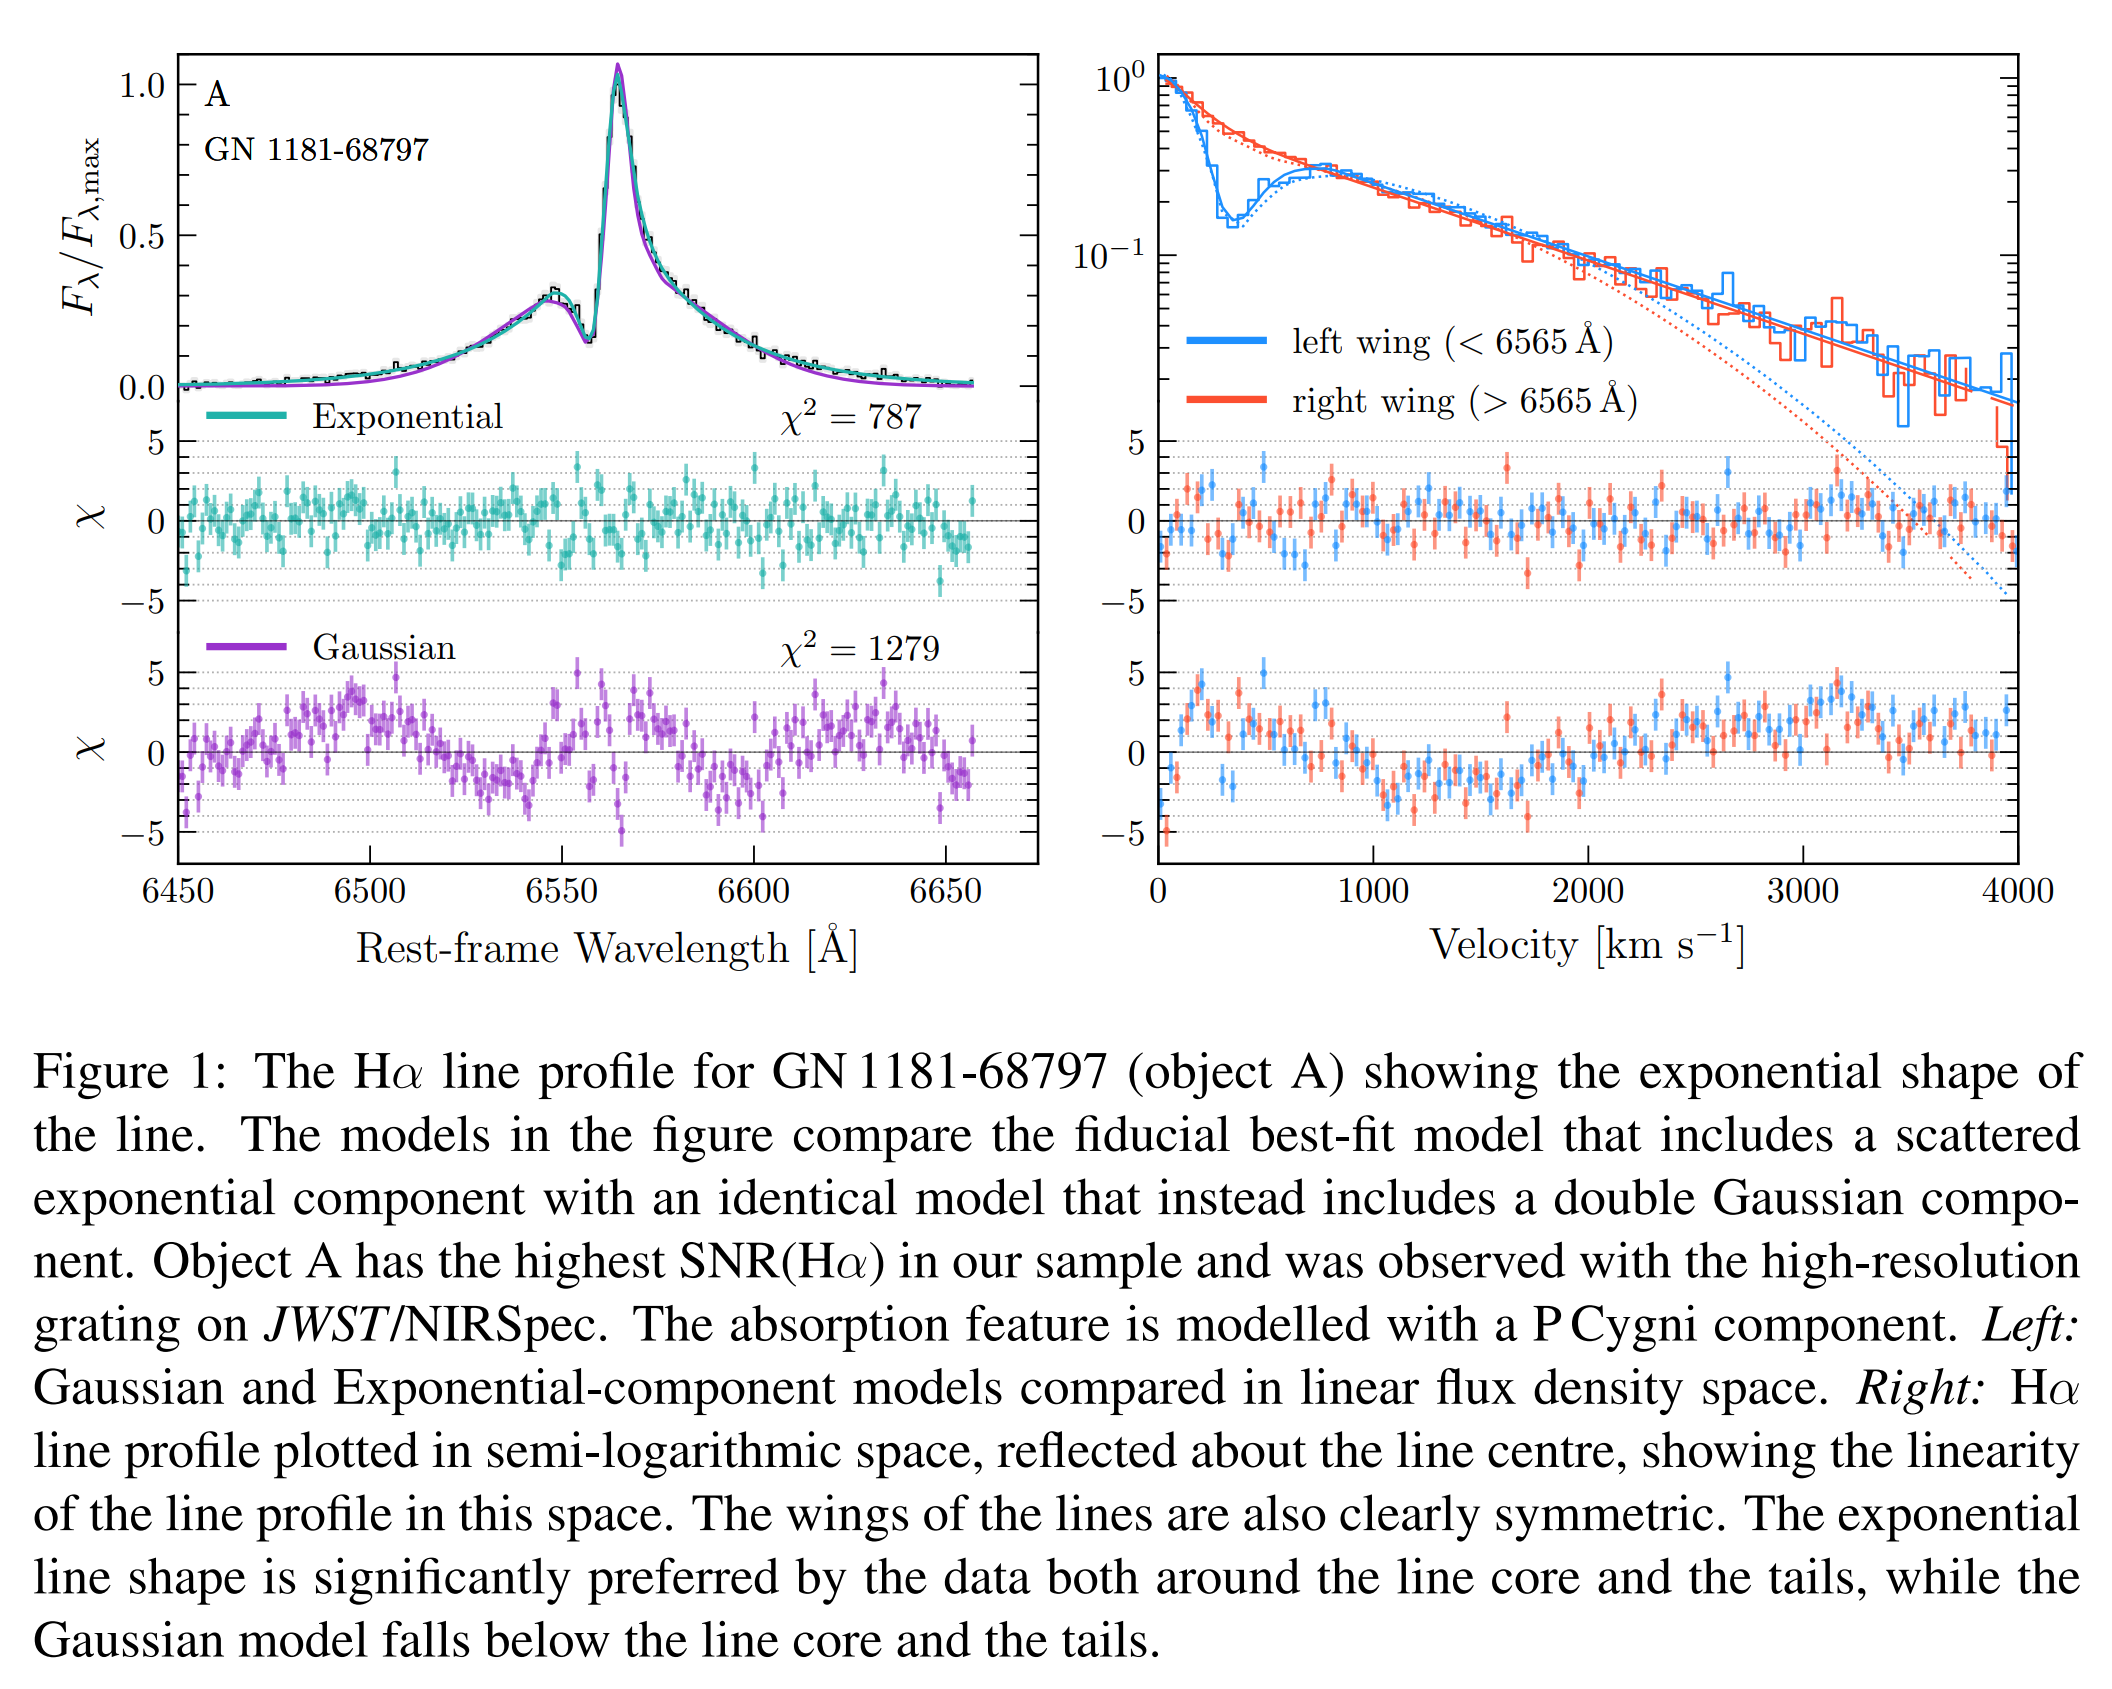 A
GN 1181-68797
F_λ/F_λ,max
1.0
0.5
0.0
Exponential
χ² = 787
5
0
−5
χ
Gaussian
χ² = 1279
5
0
−5
χ
6450 6500 6550 6600 6650
Rest-frame Wavelength [Å]
10⁰
10⁻¹
left wing (< 6565 Å)
right wing (> 6565 Å)
5
0
−5
5
0
−5
0 1000 2000 3000 4000
Velocity [km s⁻¹]
Figure 1: The Hα line profile for GN 1181-68797 (object A) showing the exponential shape of
the line. The models in the figure compare the fiducial best-fit model that includes a scattered
exponential component with an identical model that instead includes a double Gaussian compo-
nent. Object A has the highest SNR(Hα) in our sample and was observed with the high-resolution
grating on JWST/NIRSpec. The absorption feature is modelled with a P Cygni component. Left:
Gaussian and Exponential-component models compared in linear flux density space. Right: Hα
line profile plotted in semi-logarithmic space, reflected about the line centre, showing the linearity
of the line profile in this space. The wings of the lines are also clearly symmetric. The exponential
line shape is significantly preferred by the data both around the line core and the tails, while the
Gaussian model falls below the line core and the tails.